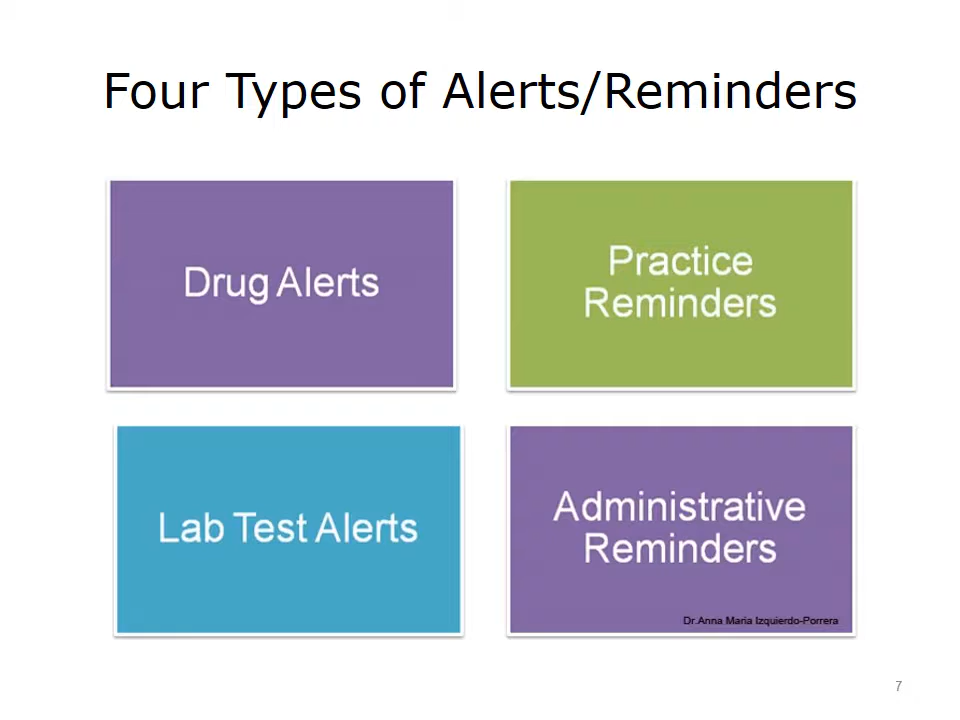 Four Types of Alerts/Reminders
Drug Alerts
Practice
Reminders
Lab Test Alerts
Administrative
Reminders
Dr.Anna Maria Izquierdo-Porrera
7